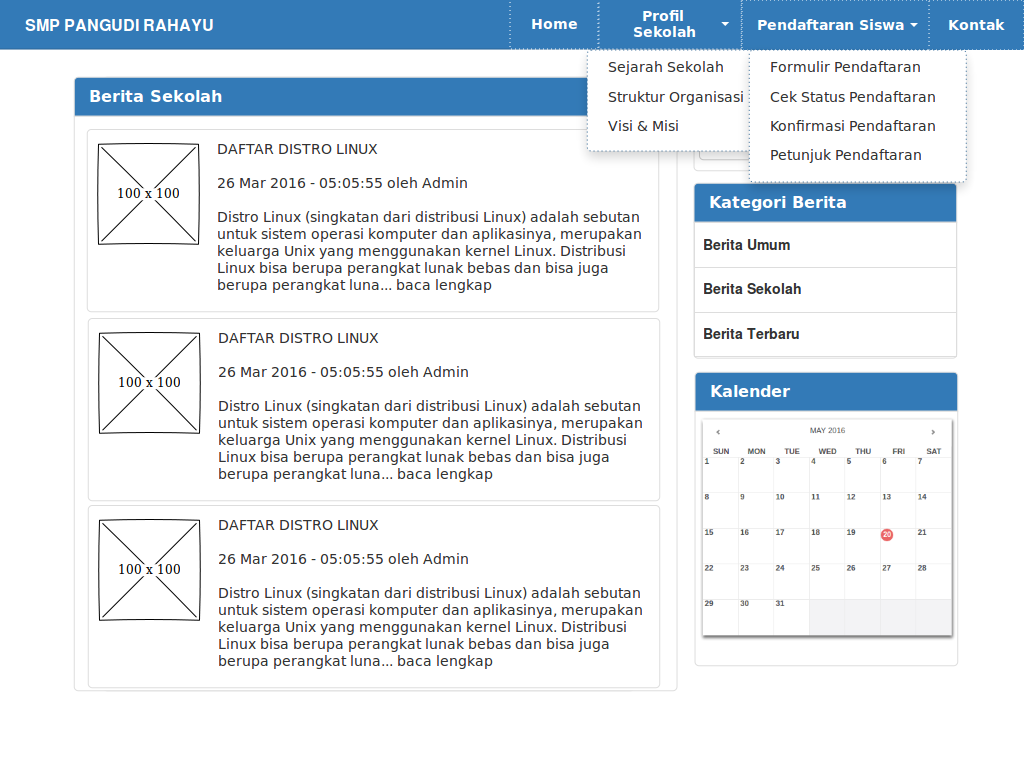 SMP PANGUDI RAHAYU
Home
Profil
Sekolah
Pendaftaran Siswa
Kontak
Sejarah Sekolah
Struktur Organisasi
Visi & Misi
Formulir Pendaftaran
Cek Status Pendaftaran
Konfirmasi Pendaftaran
Petunjuk Pendaftaran
Berita Sekolah
100 x 100
DAFTAR DISTRO LINUX
26 Mar 2016 - 05:05:55 oleh Admin
Distro Linux (singkatan dari distribusi Linux) adalah sebutan
untuk sistem operasi komputer dan aplikasinya, merupakan
keluarga Unix yang menggunakan kernel Linux. Distribusi
Linux bisa berupa perangkat lunak bebas dan bisa juga
berupa perangkat luna... baca lengkap
100 x 100
DAFTAR DISTRO LINUX
26 Mar 2016 - 05:05:55 oleh Admin
Distro Linux (singkatan dari distribusi Linux) adalah sebutan
untuk sistem operasi komputer dan aplikasinya, merupakan
keluarga Unix yang menggunakan kernel Linux. Distribusi
Linux bisa berupa perangkat lunak bebas dan bisa juga
berupa perangkat luna... baca lengkap
100 x 100
DAFTAR DISTRO LINUX
26 Mar 2016 - 05:05:55 oleh Admin
Distro Linux (singkatan dari distribusi Linux) adalah sebutan
untuk sistem operasi komputer dan aplikasinya, merupakan
keluarga Unix yang menggunakan kernel Linux. Distribusi
Linux bisa berupa perangkat lunak bebas dan bisa juga
berupa perangkat luna... baca lengkap
Kategori Berita
Berita Umum
Berita Sekolah
Berita Terbaru
Kalender
‹ MAY 2016 ›
SUN MON TUE WED THU FRI SAT
1 2 3 4 5 6 7
8 9 10 11 12 13 14
15 16 17 18 19 20 21
22 23 24 25 26 27 28
29 30 31